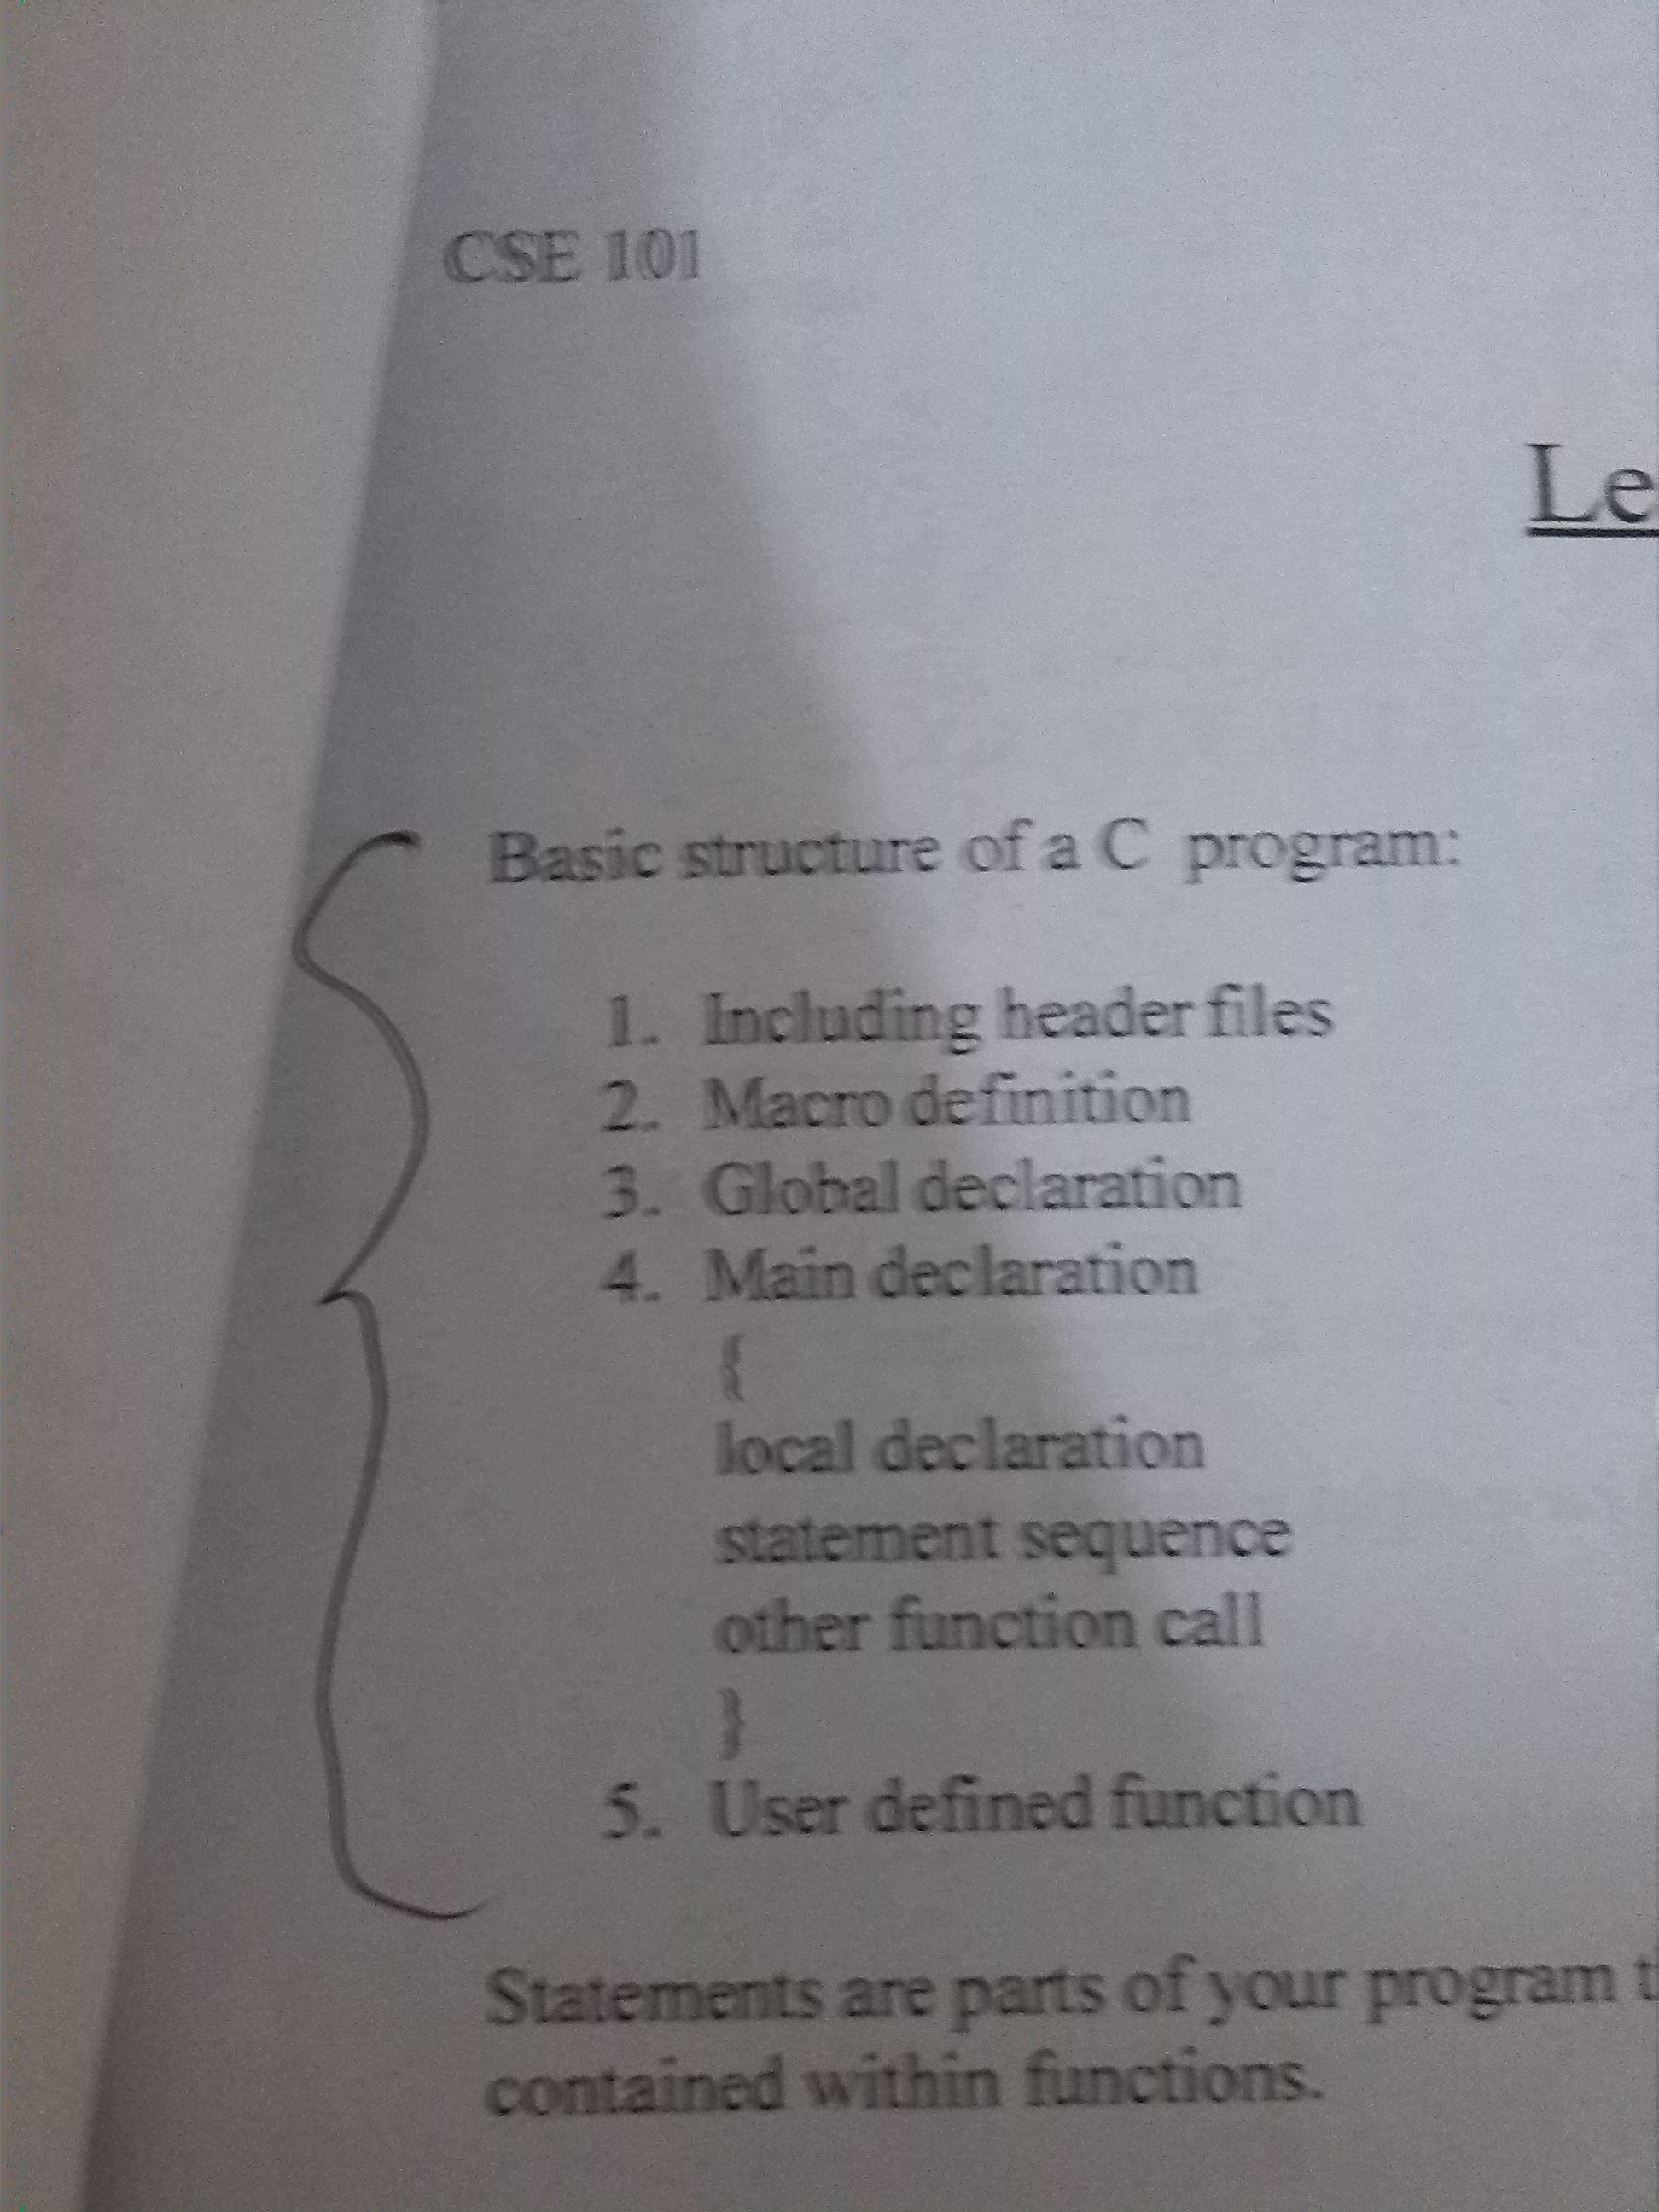 CSE 101
Basic structure of a C program:
1. Including header files
2. Macro definition
3. Global declaration
4. Main declaration
{
local declaration
statement sequence
other function call
}
5. User defined function
Statements are parts of your program
contained within functions.